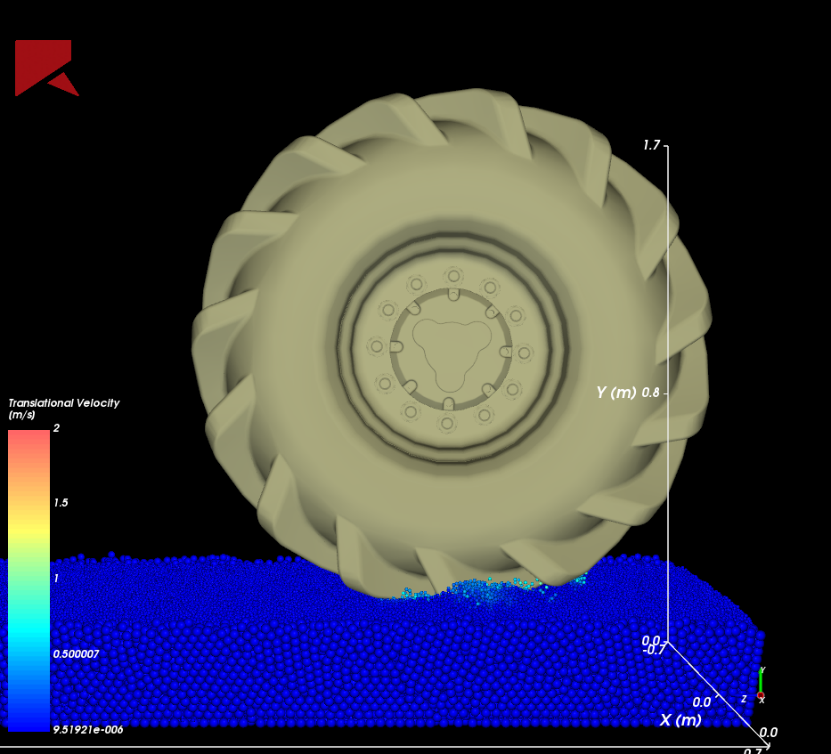 1.7
Y (m) 0.8
Translational Velocity
(m/s)
2
1.5
1
0.500007
9.51921e-006
0.0
-0.7
Y
Z
X
0.0
X (m)
0.0
0.7